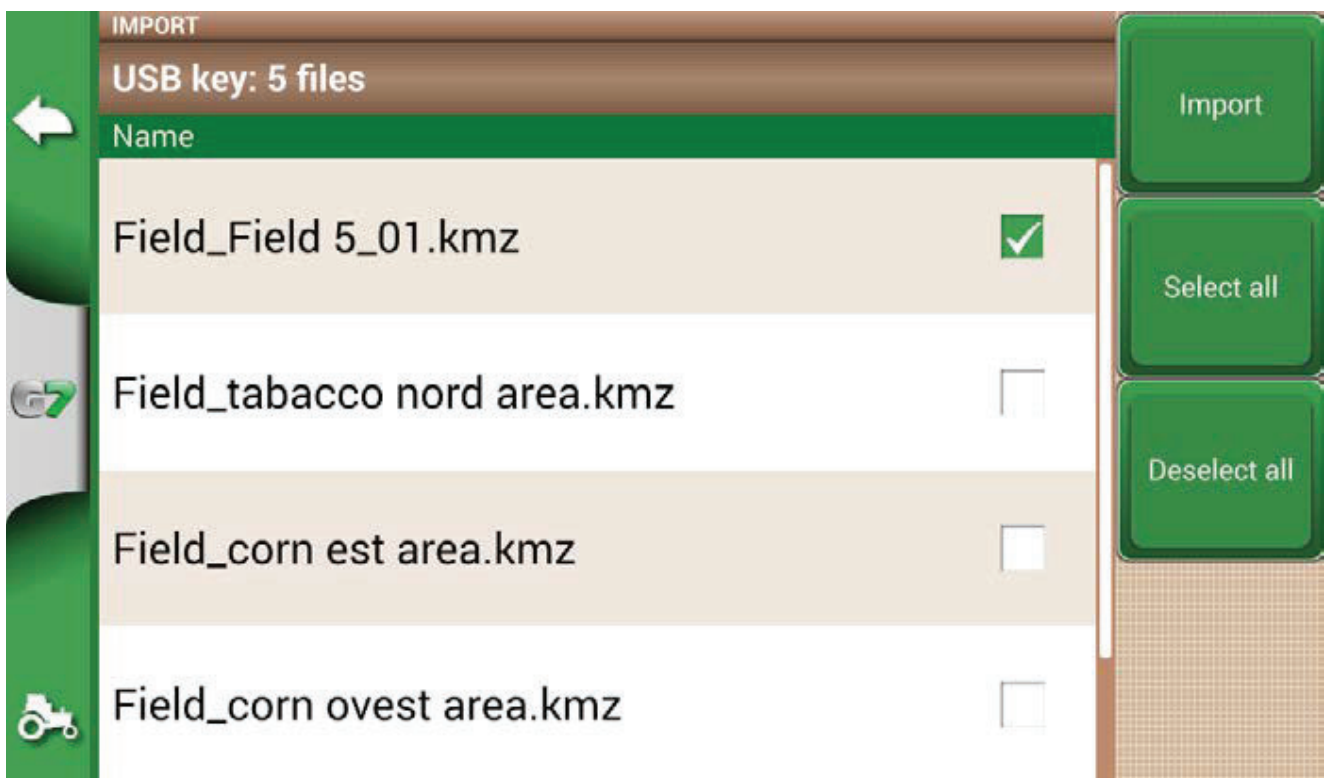 IMPORT
USB key: 5 files
Name
Field_Field 5_01.kmz
Field_tabacco nord area.kmz
Field_corn est area.kmz
Field_corn ovest area.kmz
G7
Import
Select all
Deselect all